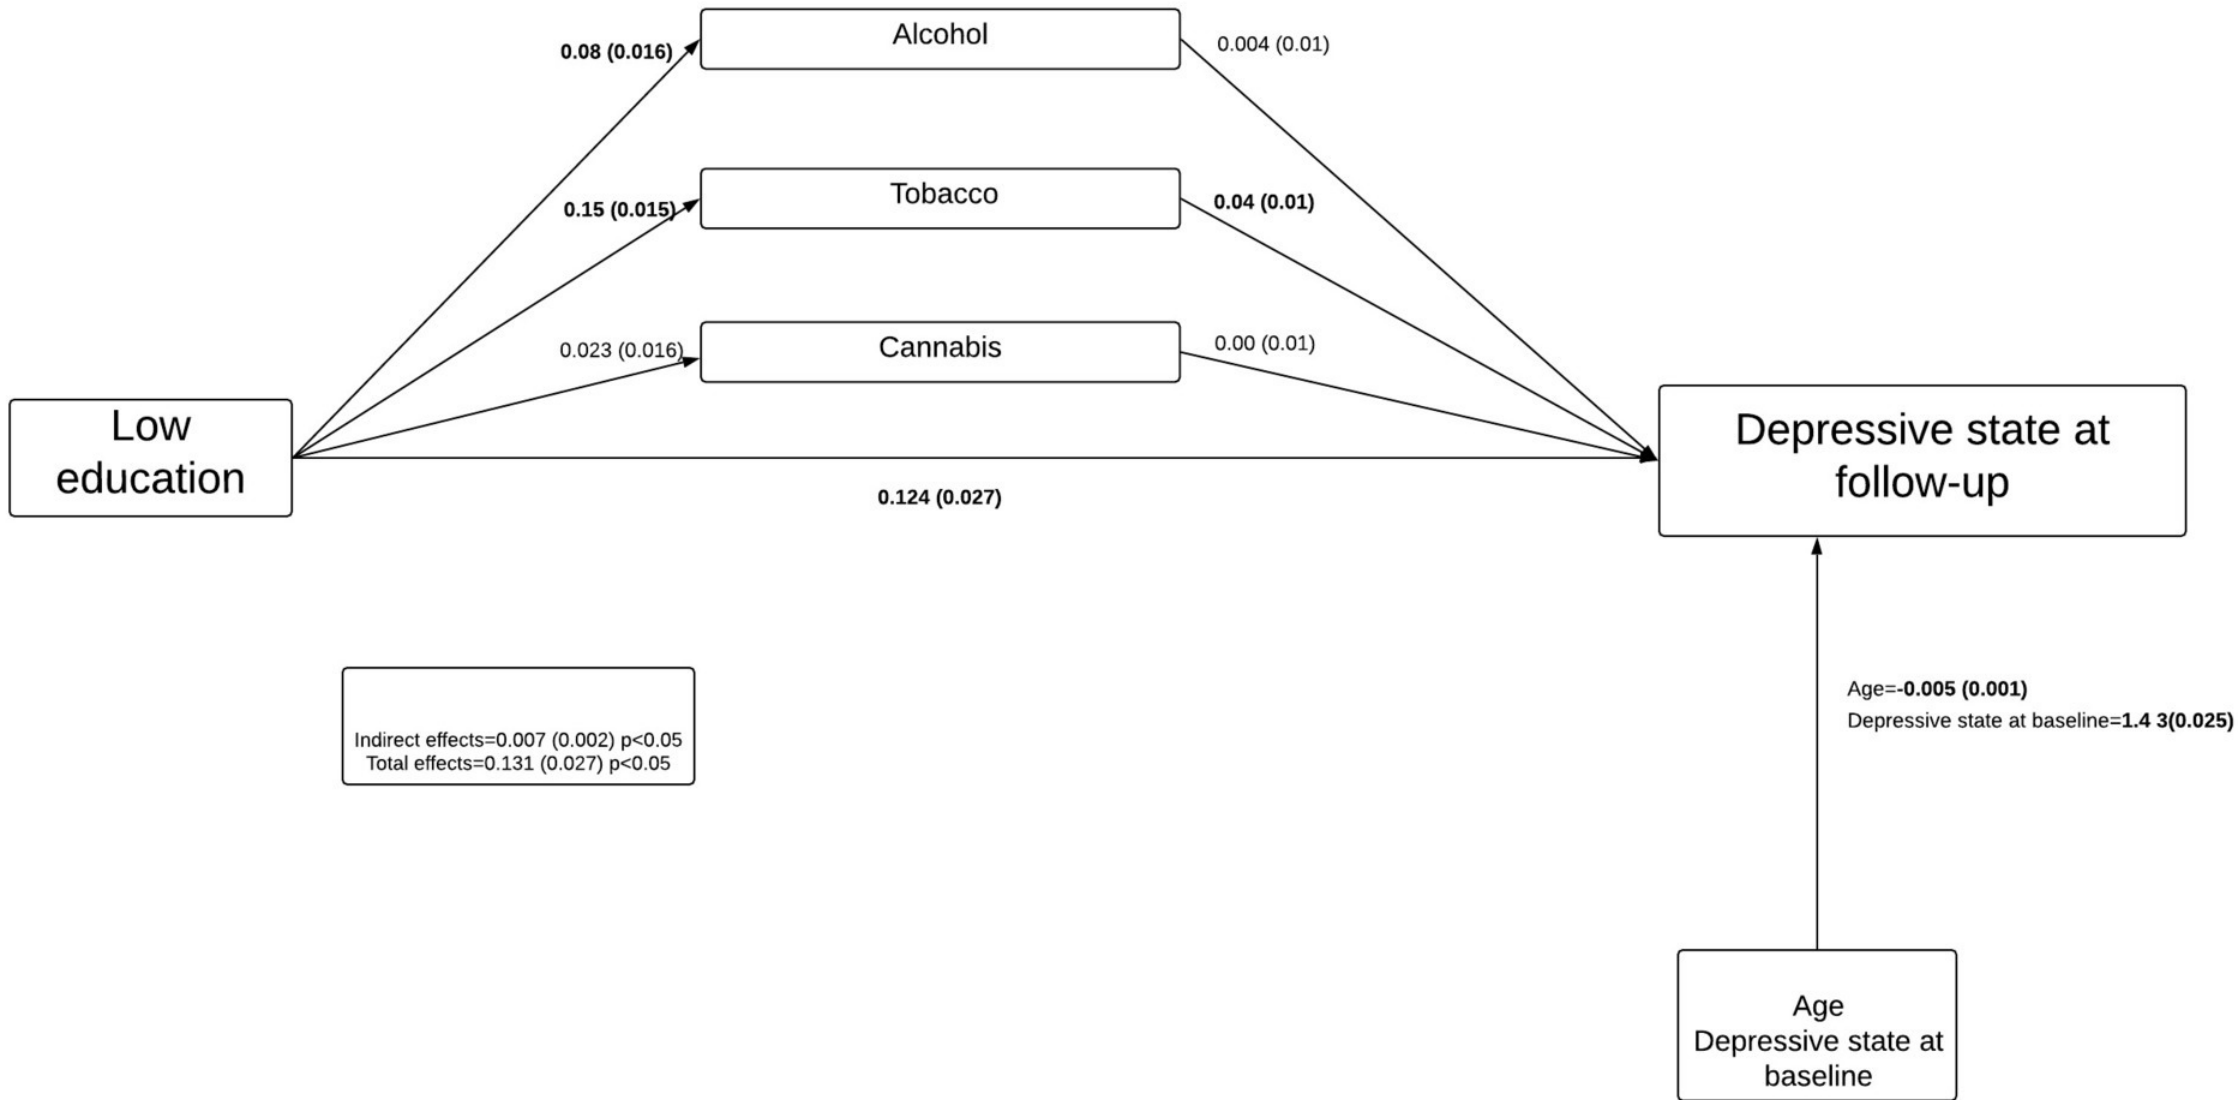 Alcohol
0.08 (0.016)
0.004 (0.01)
Tobacco
0.15 (0.015)
0.04 (0.01)
Cannabis
0.023 (0.016)
0.00 (0.01)
Low
education
Depressive state at
follow-up
0.124 (0.027)
Indirect effects=0.007 (0.002) p<0.05
Total effects=0.131 (0.027) p<0.05
Age=-0.005 (0.001)
Depressive state at baseline=1.4 3(0.025)
Age
Depressive state at
baseline